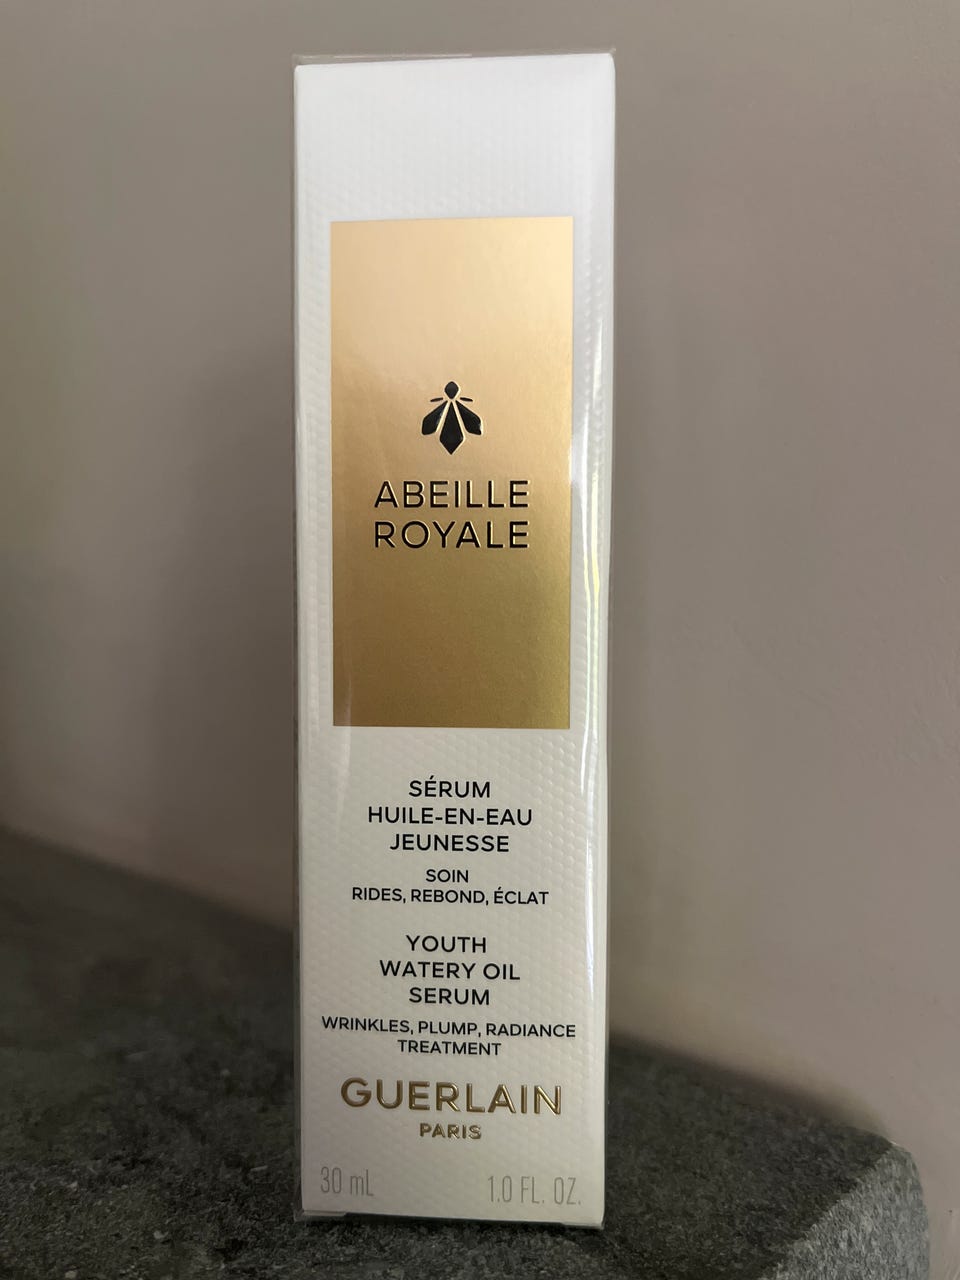 ABEILLE
ROYALE
SÉRUM
HUILE-EN-EAU
JEUNESSE
SOIN
RIDES, REBOND, ÉCLAT
YOUTH
WATERY OIL
SERUM
WRINKLES, PLUMP, RADIANCE
TREATMENT
GUERLAIN
PARIS
30 mL 1.0 FL. OZ.